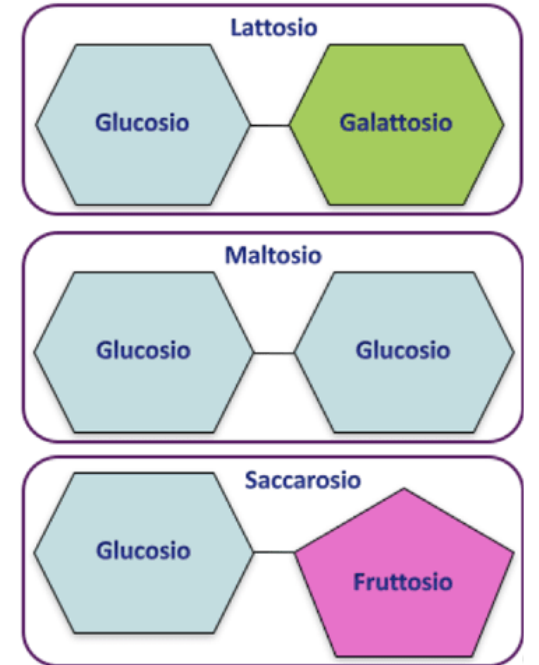 Lattosio
Glucosio
Galattosio
Maltosio
Glucosio
Glucosio
Saccarosio
Glucosio
Fruttosio